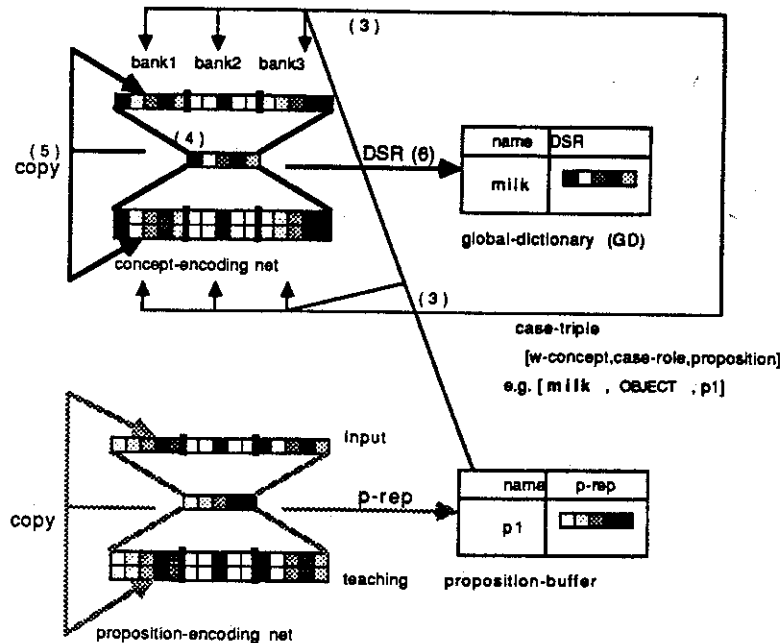 (3)
bank1 bank2 bank3
(4)
(5)
copy
DSR (6)
name DSR
milk
global-dictionary (GD)
concept-encoding net
(3)
case-triple
[w-concept,case-role,proposition]
e.g. [milk , OBJECT , p1]
input
copy
p-rep
name p-rep
p1
teaching
proposition-buffer
proposition-encoding net